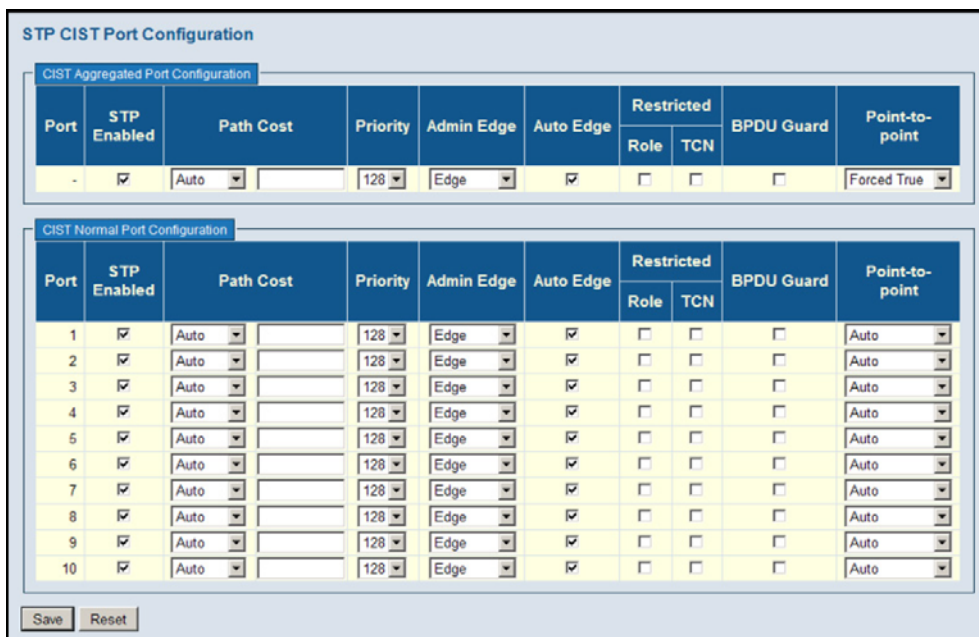 STP CIST Port Configuration
CIST Aggregated Port Configuration
Port STP Enabled Path Cost Priority Admin Edge Auto Edge Restricted Role TCN BPDU Guard Point-to-point
- Auto 128 Edge Forced True
CIST Normal Port Configuration
Port STP Enabled Path Cost Priority Admin Edge Auto Edge Restricted Role TCN BPDU Guard Point-to-point
1 Auto 128 Edge Auto
2 Auto 128 Edge Auto
3 Auto 128 Edge Auto
4 Auto 128 Edge Auto
5 Auto 128 Edge Auto
6 Auto 128 Edge Auto
7 Auto 128 Edge Auto
8 Auto 128 Edge Auto
9 Auto 128 Edge Auto
10 Auto 128 Edge Auto
Save Reset